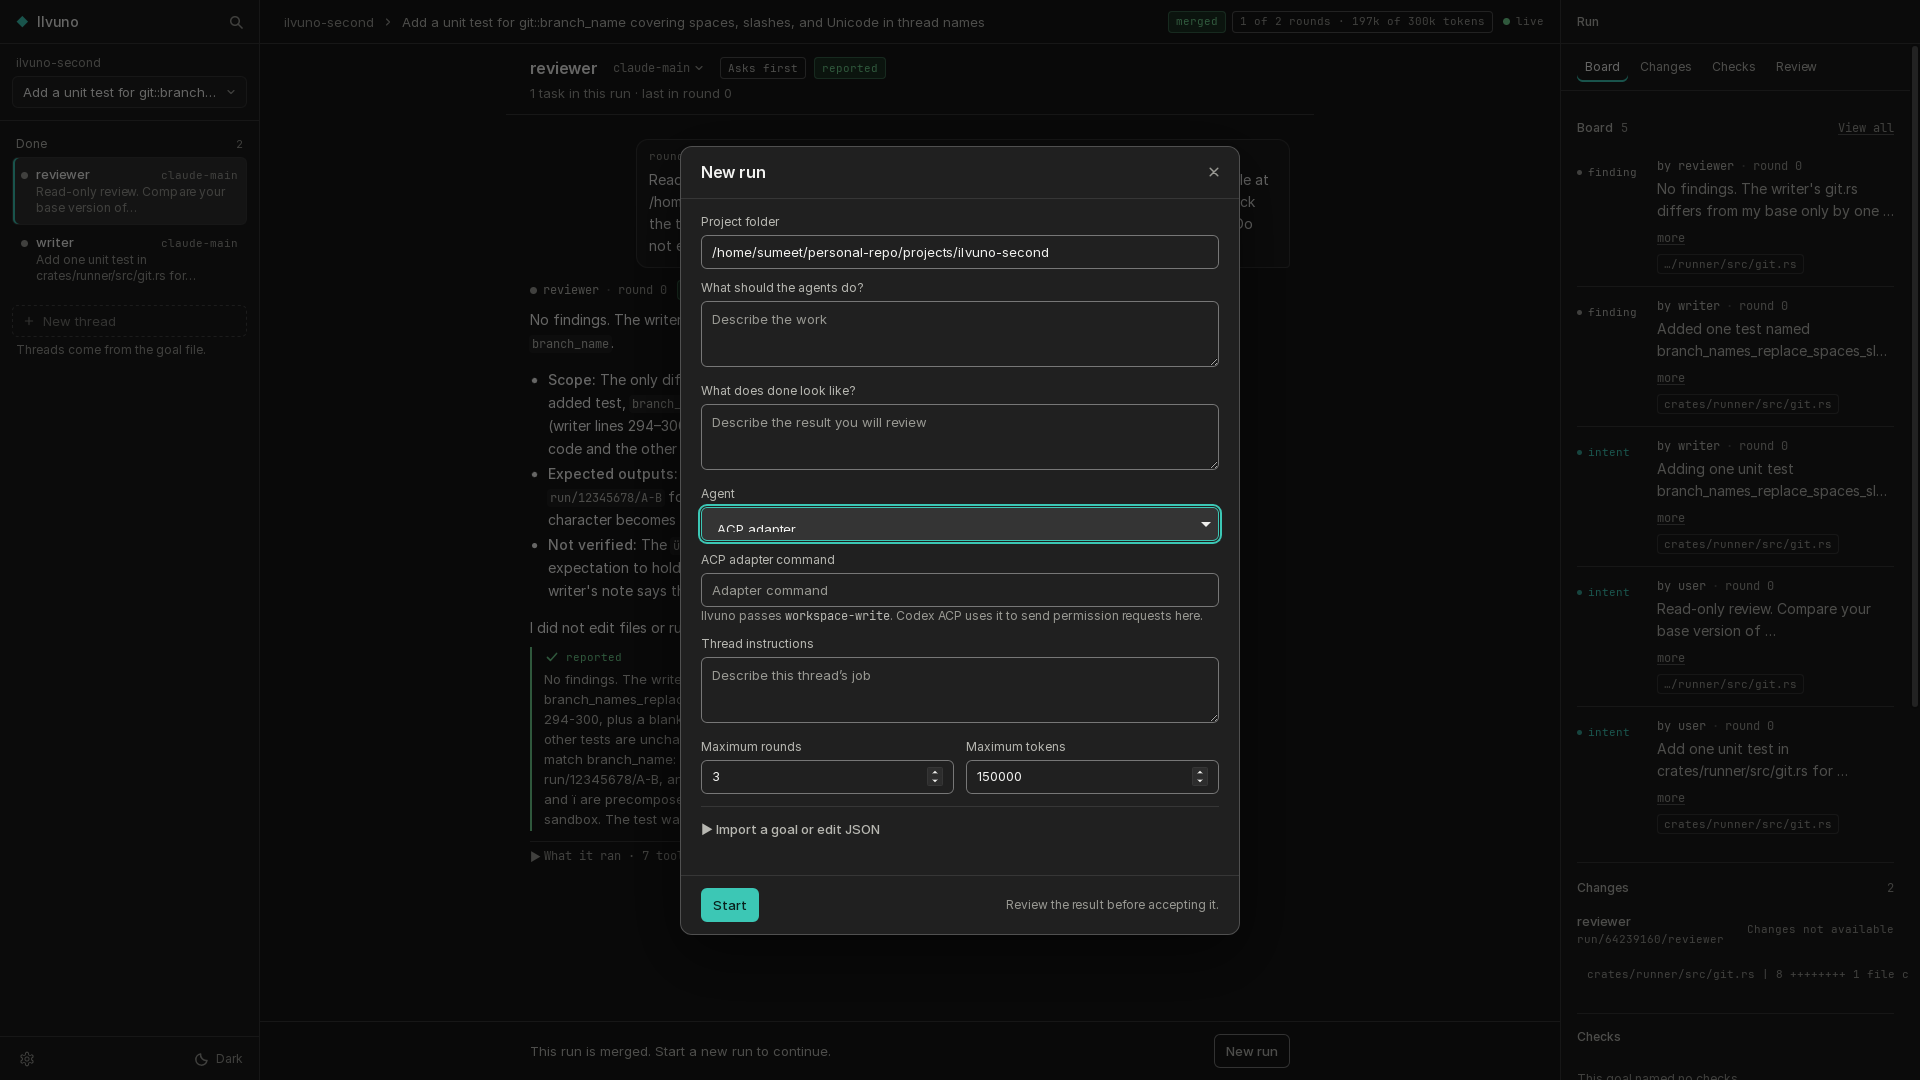 Ilvuno
ilvuno-second
Add a unit test for git::branch...
Done 2
reviewer claude-main
Read-only review. Compare your
base version of...
writer claude-main
Add one unit test in
crates/runner/src/git.rs for...
+ New thread
Threads come from the goal file.
Dark
ilvuno-second > Add a unit test for git::branch_name covering spaces, slashes, and Unicode in thread names
merged 1 of 2 rounds · 197k of 300k tokens live
reviewer claude-main Asks first reported
1 task in this run · last in round 0
roun
Read le at
/hom ck
the t Do
not e
reviewer · round 0
No findings. The writer
branch_name.
Scope: The only dif
added test, branch_
(writer lines 294–300
code and the other
Expected outputs:
run/12345678/A-B fo
character becomes
Not verified: The ü
expectation to hold
writer's note says th
I did not edit files or ru
reported
No findings. The write
branch_names_replac
294-300, plus a blank
other tests are uncha
match branch_name:
run/12345678/A-B, an
and ï are precompose
sandbox. The test wa
What it ran · 7 tool
This run is merged. Start a new run to continue.
New run
New run
Project folder
/home/sumeet/personal-repo/projects/ilvuno-second
What should the agents do?
Describe the work
What does done look like?
Describe the result you will review
Agent
ACP adapter
ACP adapter command
Adapter command
Ilvuno passes workspace-write. Codex ACP uses it to send permission requests here.
Thread instructions
Describe this thread’s job
Maximum rounds Maximum tokens
3 150000
Import a goal or edit JSON
Start
Review the result before accepting it.
Run
Board Changes Checks Review
Board 5 View all
finding by reviewer · round 0
No findings. The writer's git.rs
differs from my base only by one ...
more
…/runner/src/git.rs
finding by writer · round 0
Added one test named
branch_names_replace_spaces_sl...
more
crates/runner/src/git.rs
intent by writer · round 0
Adding one unit test
branch_names_replace_spaces_sl...
more
crates/runner/src/git.rs
intent by user · round 0
Read-only review. Compare your
base version of ...
more
…/runner/src/git.rs
intent by user · round 0
Add one unit test in
crates/runner/src/git.rs for ...
more
crates/runner/src/git.rs
Changes 2
reviewer
run/64239160/reviewer Changes not available
crates/runner/src/git.rs | 8 ++++++++ 1 file c
Checks
This goal named no checks